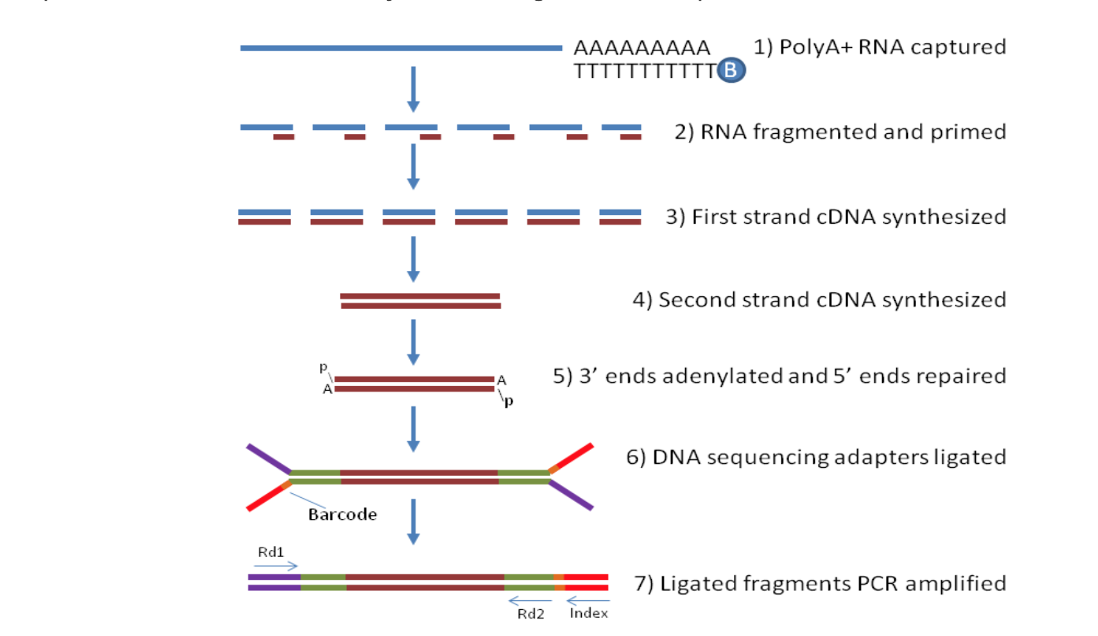 AAAAAAAAA 1) PolyA+ RNA captured
TTTTTTTTTTT B
2) RNA fragmented and primed
3) First strand cDNA synthesized
4) Second strand cDNA synthesized
p
A
A
p
5) 3’ ends adenylated and 5’ ends repaired
6) DNA sequencing adapters ligated
Barcode
Rd1
7) Ligated fragments PCR amplified
Rd2 Index